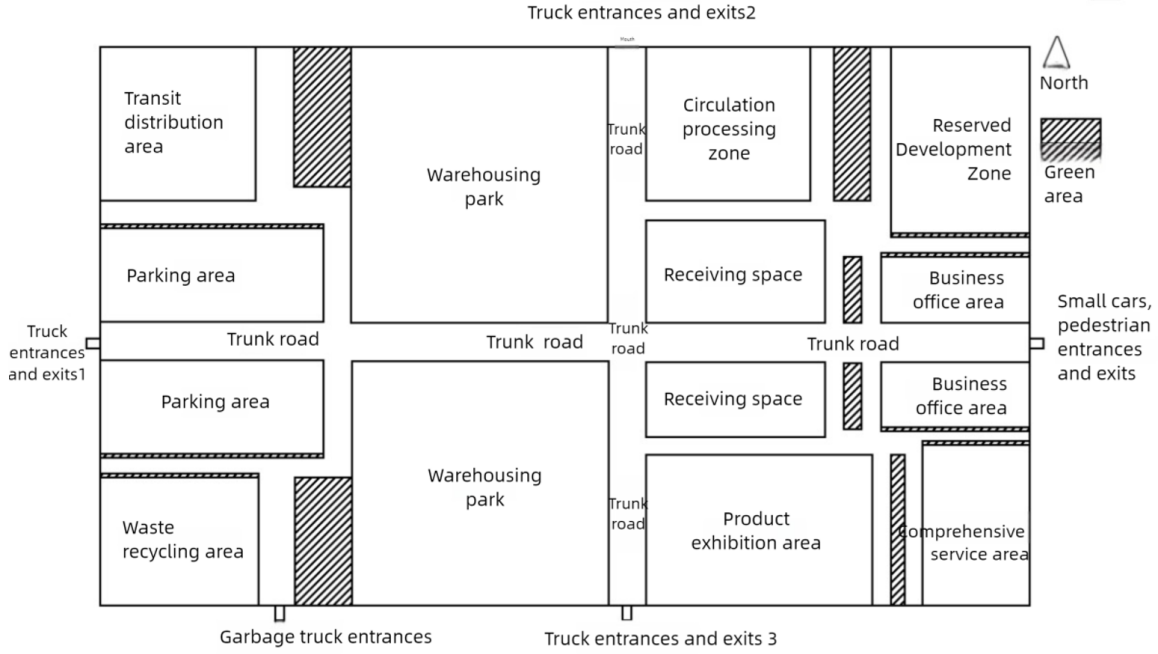 Truck entrances and exits2
North
Green
area
Transit
distribution
area
Warehousing
park
Trunk
road
Circulation
processing
zone
Reserved
Development
Zone
Parking area
Receiving space
Business
office area
Truck
entrances
and exits1
Trunk road
Trunk road
Trunk
road
Trunk road
Small cars,
pedestrian
entrances
and exits
Parking area
Receiving space
Business
office area
Warehousing
park
Waste
recycling area
Trunk
road
Product
exhibition area
Comprehensive
service area
Garbage truck entrances
Truck entrances and exits 3